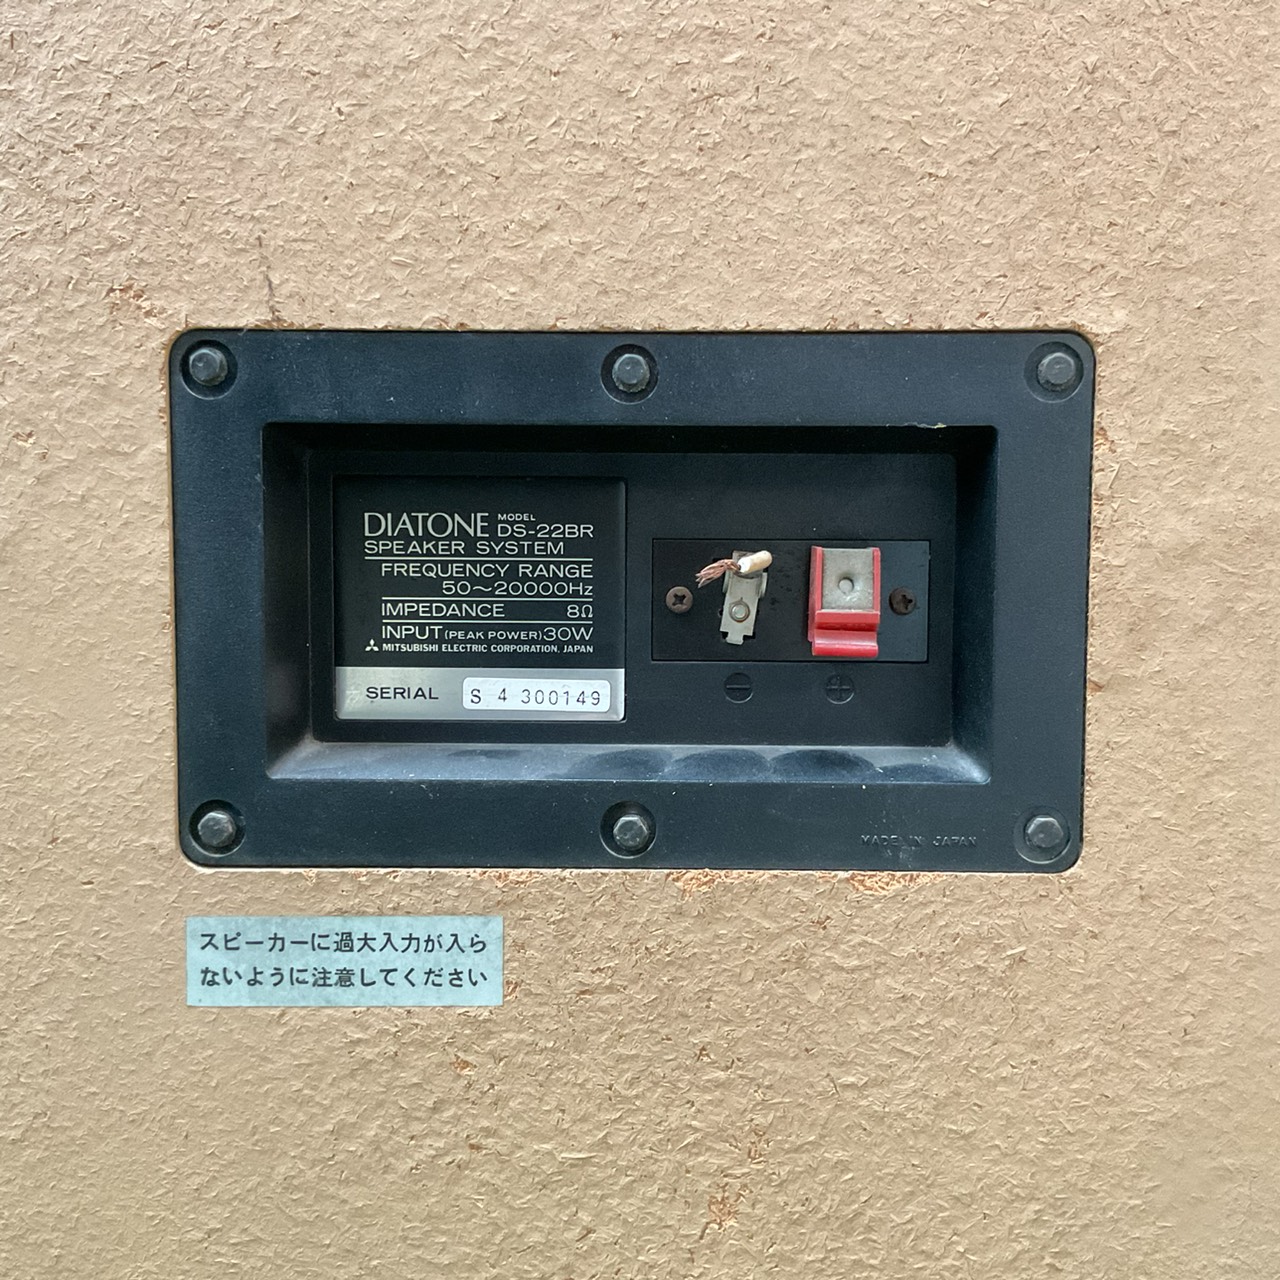 DIATONE MODEL DS-22BR
SPEAKER SYSTEM
FREQUENCY RANGE
50～20000Hz
IMPEDANCE 8Ω
INPUT (PEAK POWER) 30W
MITSUBISHI ELECTRIC CORPORATION, JAPAN
SERIAL S 4 300149
⊖ ⊕
MADE IN JAPAN
スピーカーに過大入力が入ら
ないように注意してください